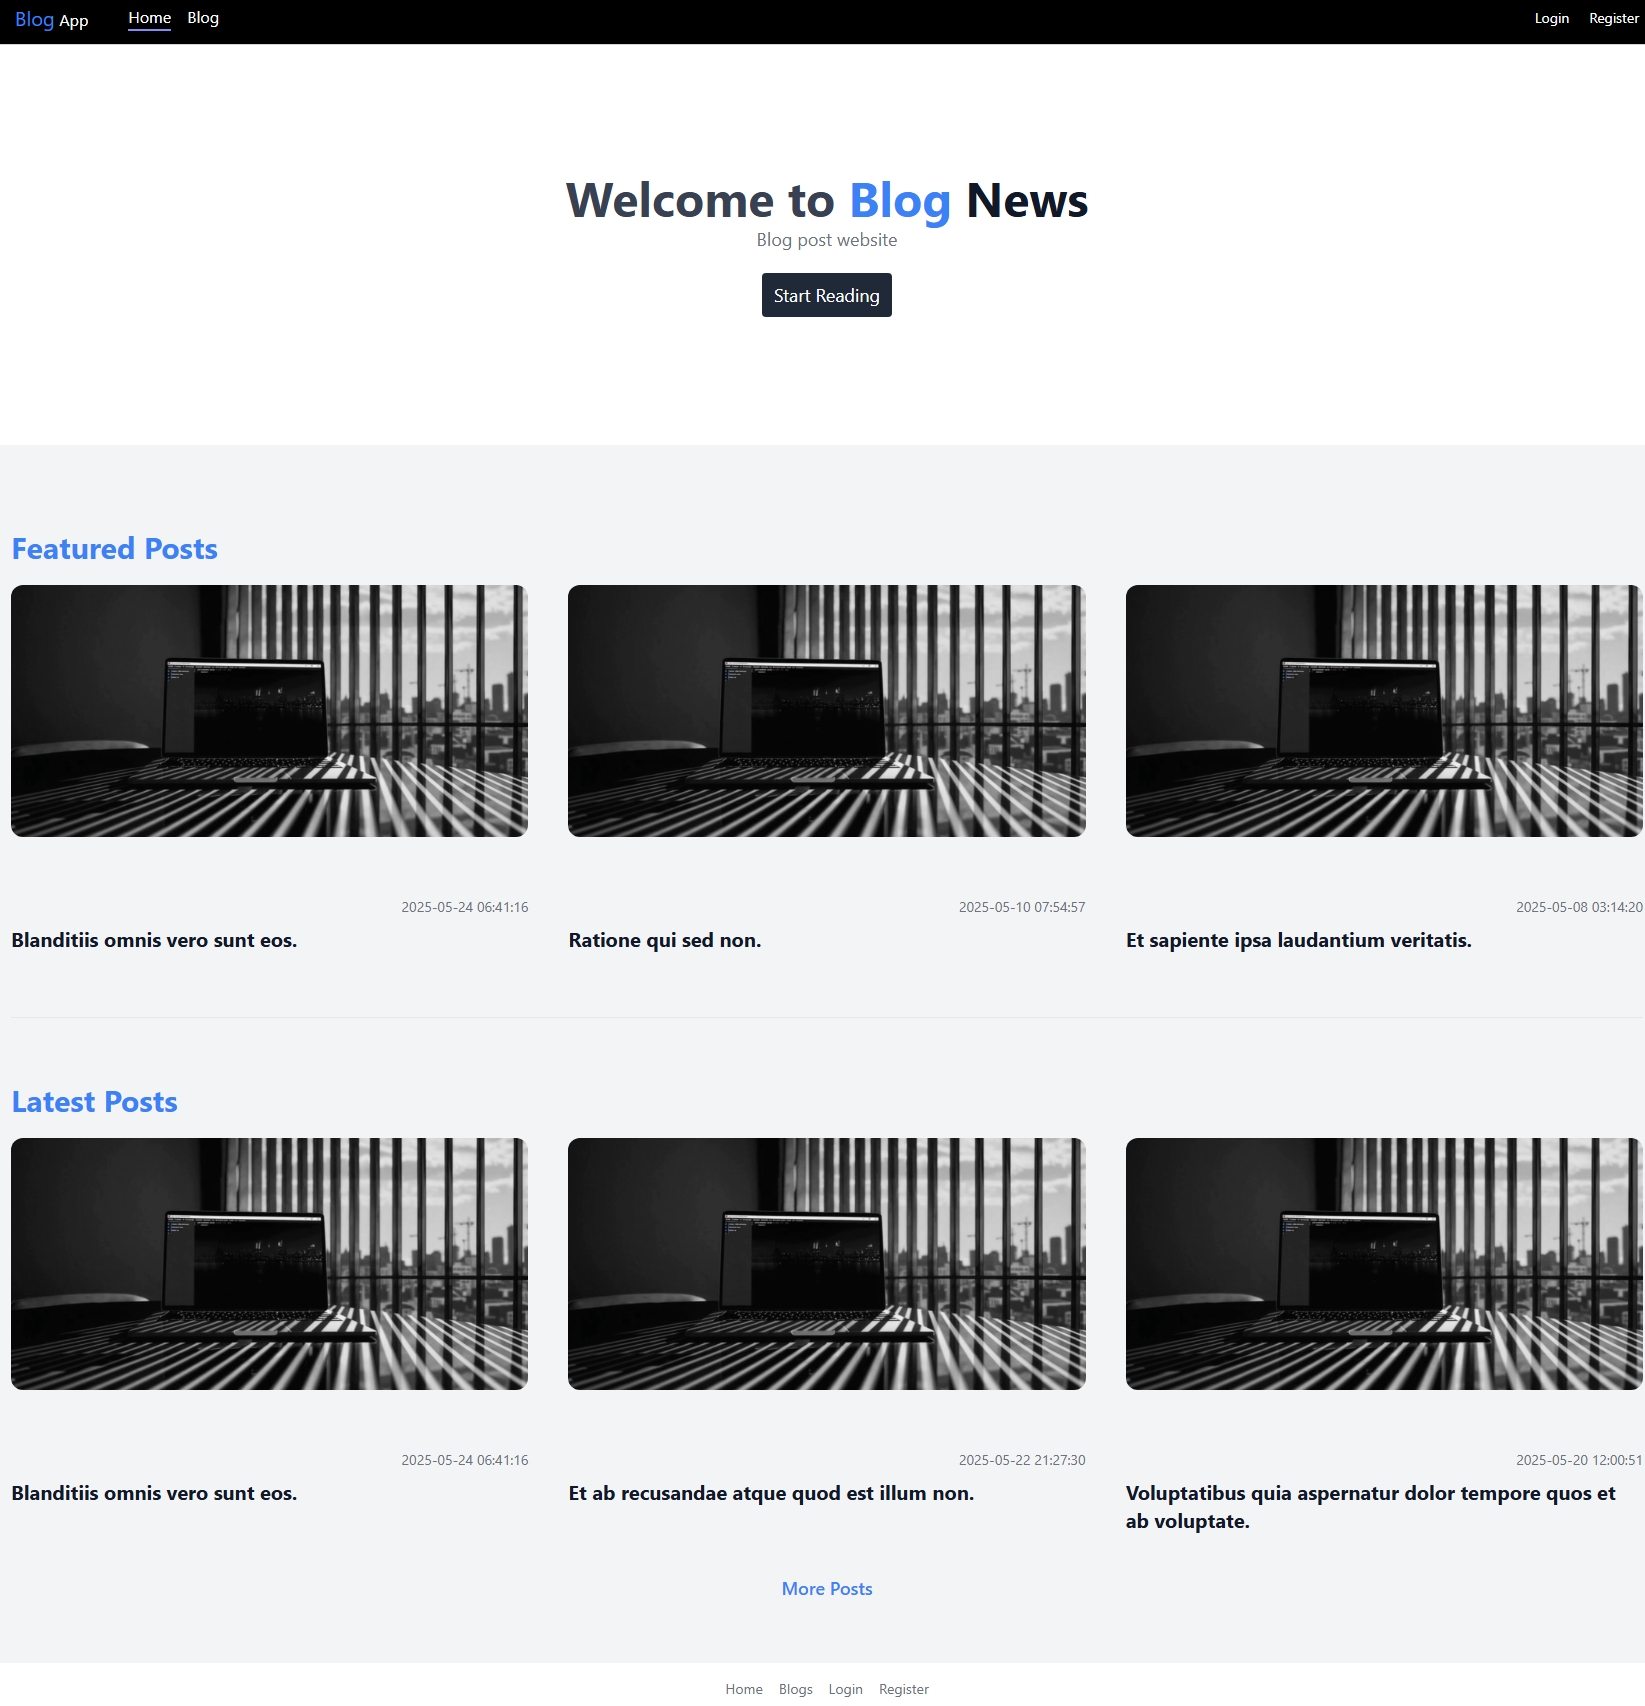 Blog App Home Blog Login Register
Welcome to Blog News
Blog post website
Start Reading
Featured Posts
2025-05-24 06:41:16
Blanditiis omnis vero sunt eos.
2025-05-10 07:54:57
Ratione qui sed non.
2025-05-08 03:14:20
Et sapiente ipsa laudantium veritatis.
Latest Posts
2025-05-24 06:41:16
Blanditiis omnis vero sunt eos.
2025-05-22 21:27:30
Et ab recusandae atque quod est illum non.
2025-05-20 12:00:51
Voluptatibus quia aspernatur dolor tempore quos et
ab voluptate.
More Posts
Home Blogs Login Register